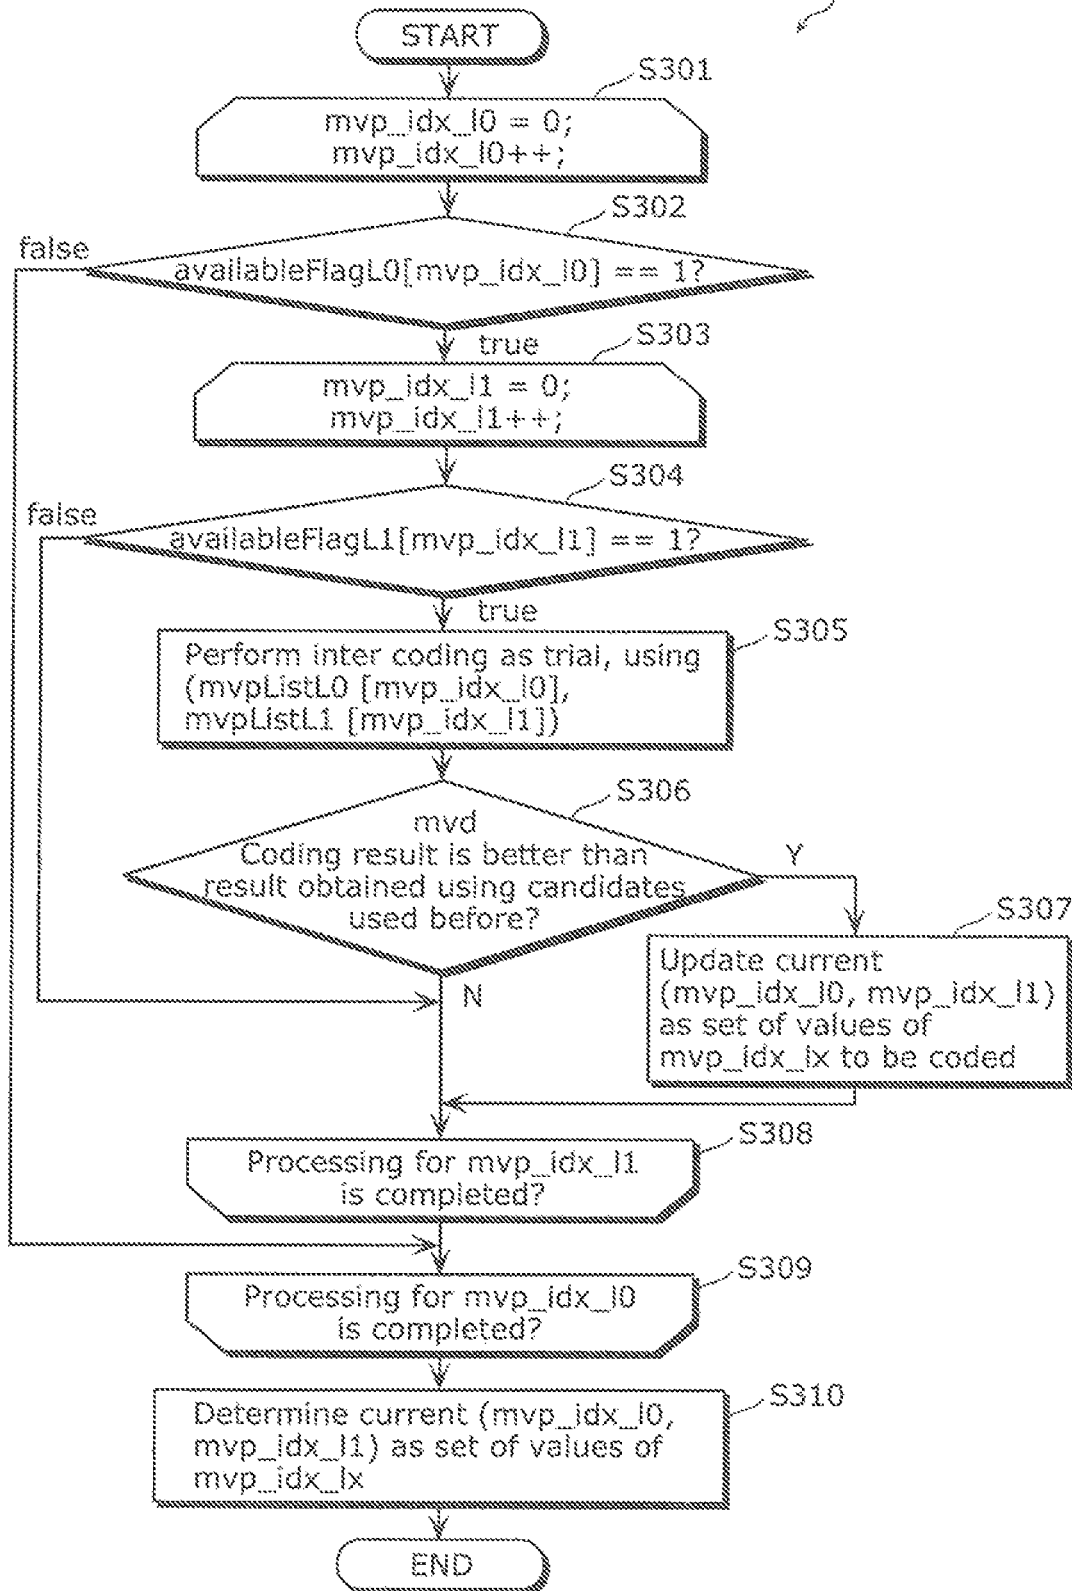 START
S301
mvp_idx_l0 = 0;
mvp_idx_l0++;
S302
false
availableFlagL0[mvp_idx_l0] == 1?
true
S303
mvp_idx_l1 = 0;
mvp_idx_l1++;
S304
false
availableFlagL1[mvp_idx_l1] == 1?
true
S305
Perform inter coding as trial, using
(mvpListL0 [mvp_idx_l0],
mvpListL1 [mvp_idx_l1])
S306
mvd
Coding result is better than
result obtained using candidates
used before?
Y
N
S307
Update current
(mvp_idx_l0, mvp_idx_l1)
as set of values of
mvp_idx_lx to be coded
S308
Processing for mvp_idx_l1
is completed?
S309
Processing for mvp_idx_l0
is completed?
S310
Determine current (mvp_idx_l0,
mvp_idx_l1) as set of values of
mvp_idx_lx
END